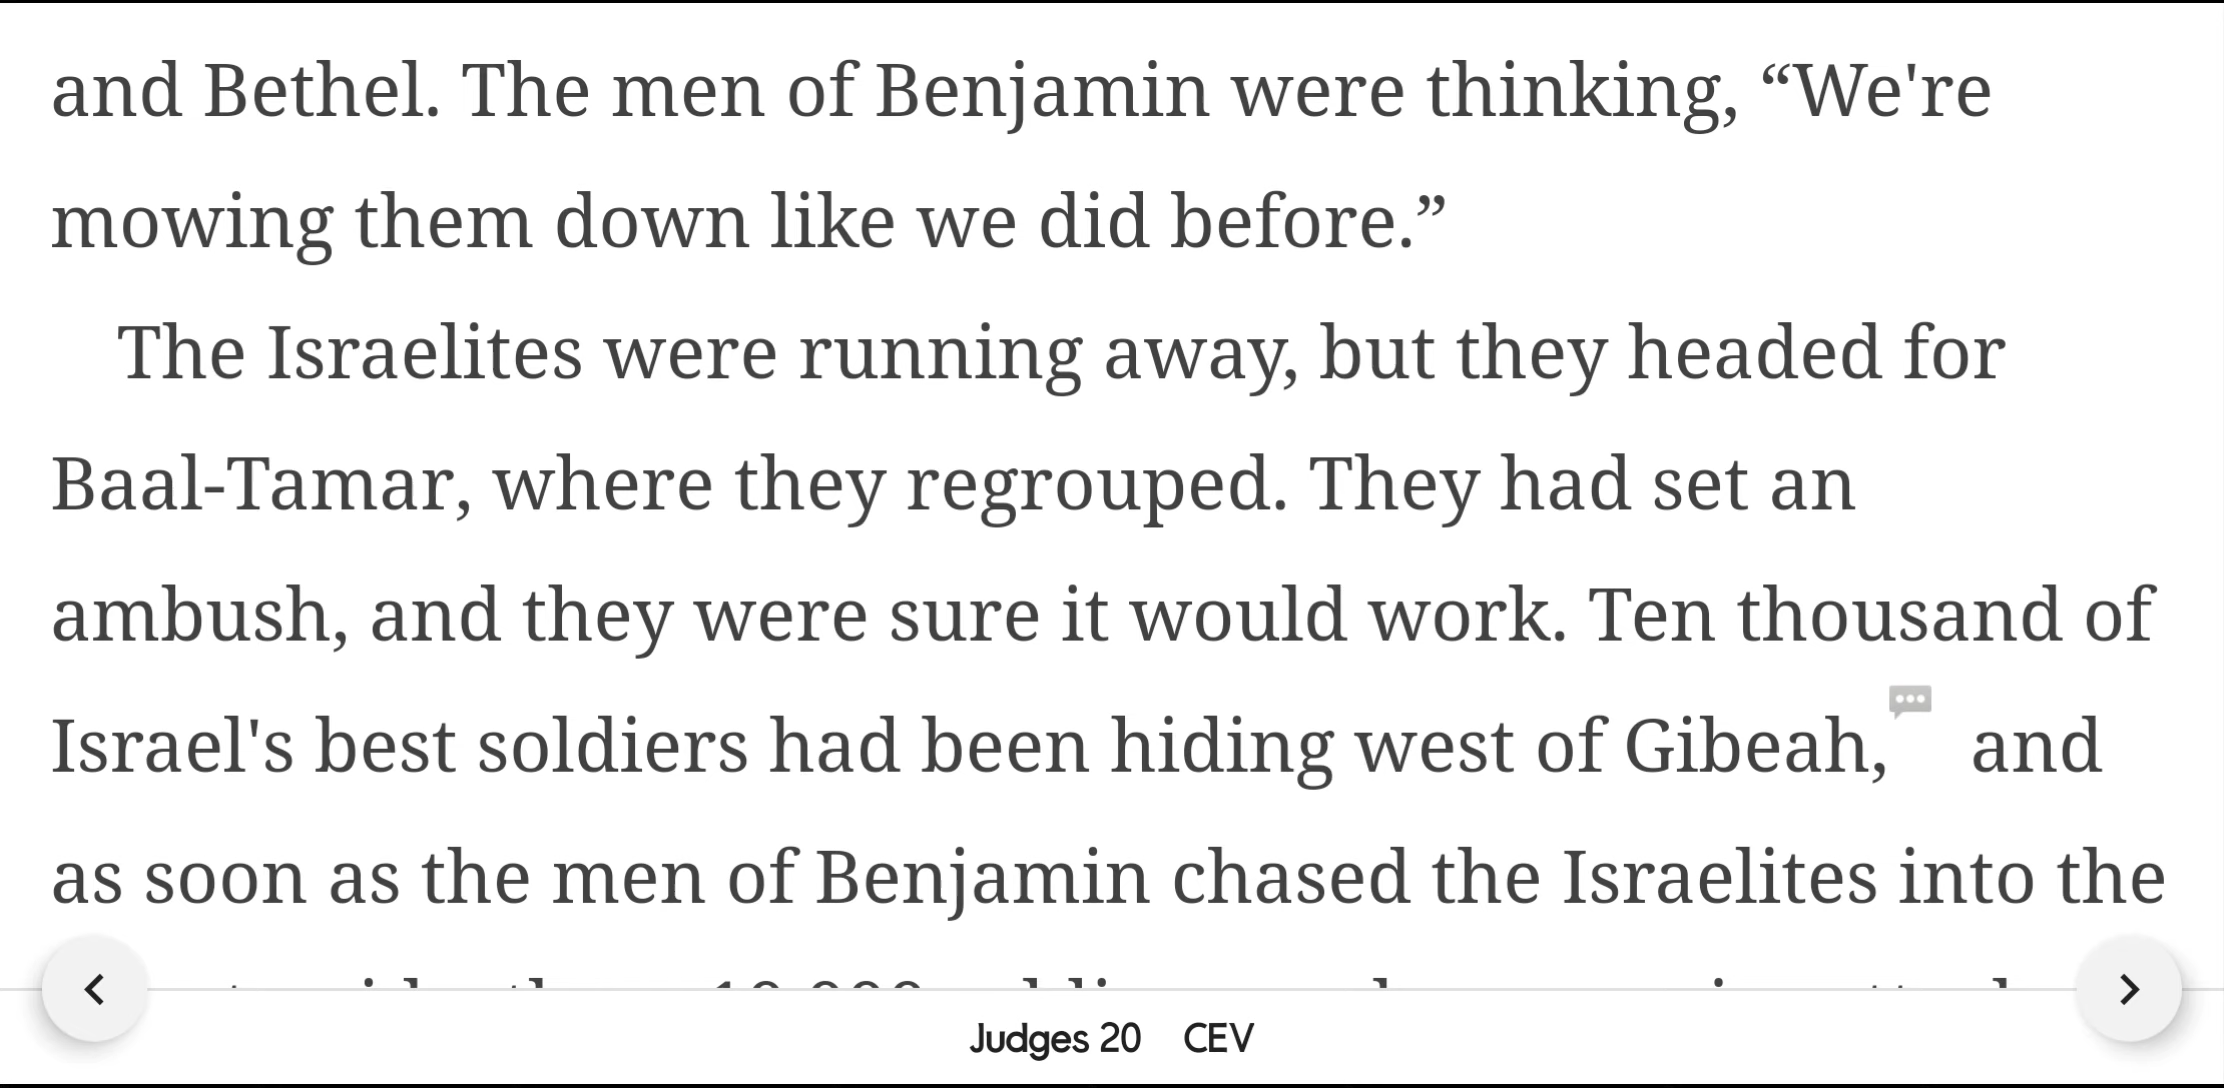 and Bethel. The men of Benjamin were thinking, “We're
mowing them down like we did before.”
The Israelites were running away, but they headed for
Baal-Tamar, where they regrouped. They had set an
ambush, and they were sure it would work. Ten thousand of
Israel's best soldiers had been hiding west of Gibeah, and
as soon as the men of Benjamin chased the Israelites into the
Judges 20 CEV